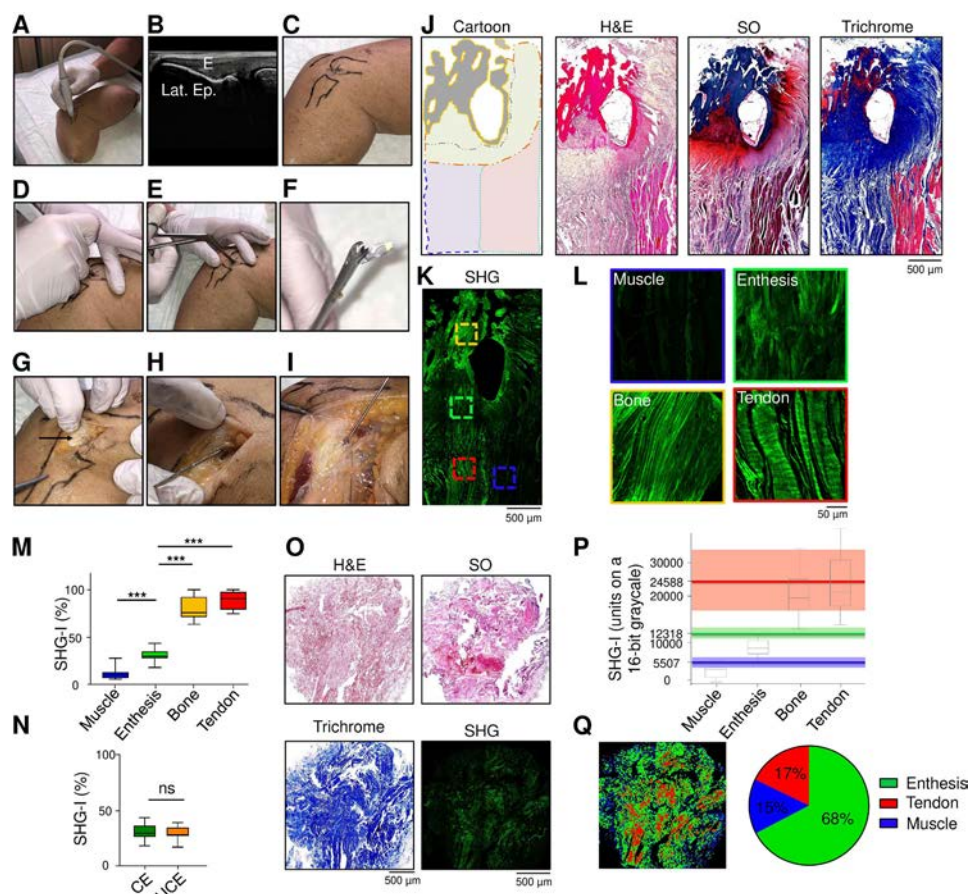 A
B
C
J
Cartoon
H&E
SO
Trichrome
E
Lat. Ep.
D
E
F
500 µm
K
SHG
L
Muscle
Enthesis
G
H
I
Bone
Tendon
500 µm
50 µm
M
***
***
***
SHG-I (%)
100
50
0
Muscle
Enthesis
Bone
Tendon
O
H&E
SO
P
SHG-I (units on a
16-bit graycale)
30000
24588
20000
12318
10000
5507
0
Muscle
Enthesis
Bone
Tendon
N
SHG-I (%)
100
50
0
ns
CE
Trichrome
SHG
500 µm
500 µm
Q
17%
15%
68%
Enthesis
Tendon
Muscle